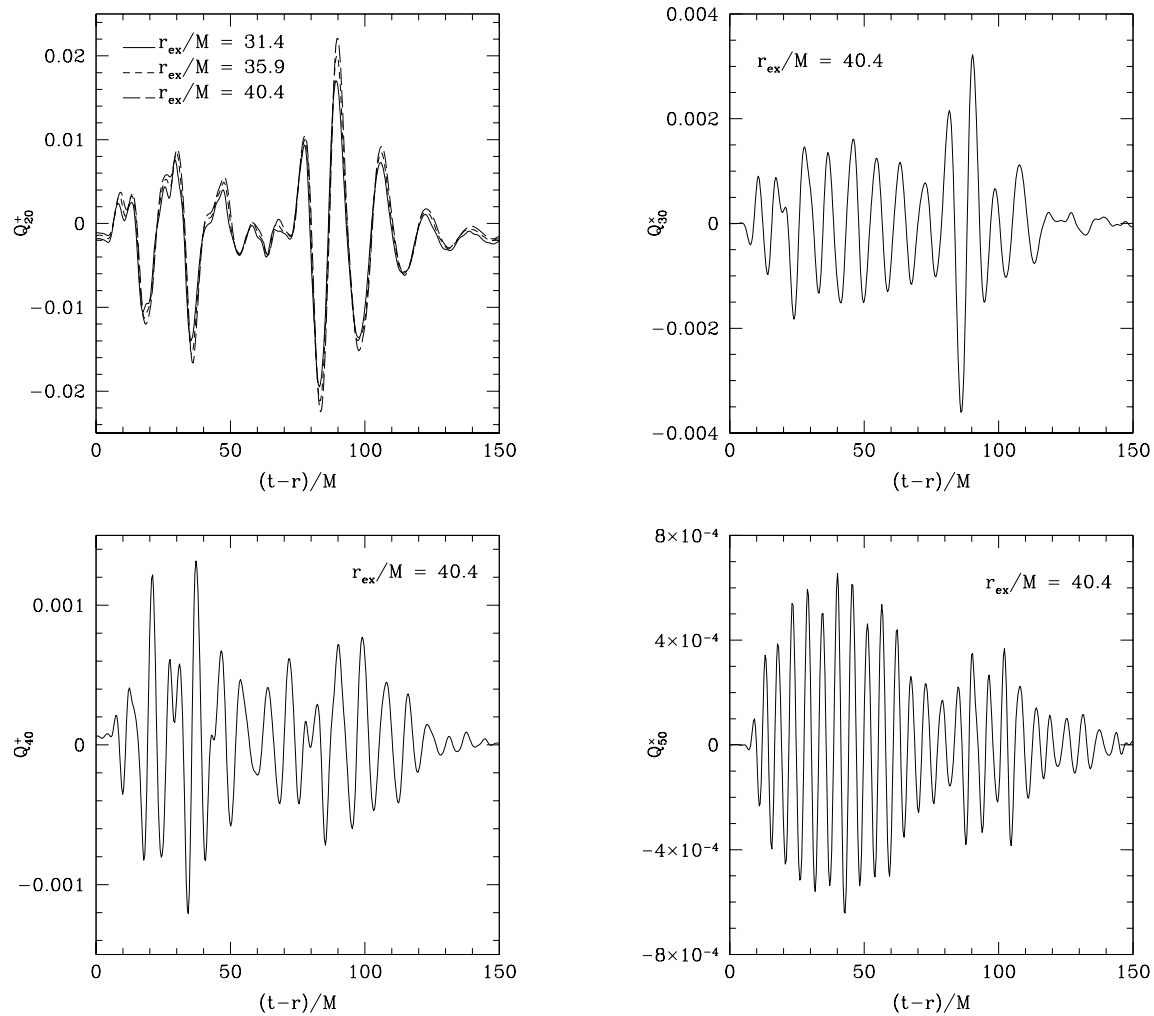 0.02
0.01
0
−0.01
−0.02
Q⁺₂₀
r_ex/M = 31.4
r_ex/M = 35.9
r_ex/M = 40.4
0 50 100 150
(t−r)/M
0.004
0.002
0
−0.002
−0.004
Q×₃₀
r_ex/M = 40.4
0 50 100 150
(t−r)/M
0.001
0
−0.001
Q⁺₄₀
r_ex/M = 40.4
0 50 100 150
(t−r)/M
8×10⁻⁴
4×10⁻⁴
0
−4×10⁻⁴
−8×10⁻⁴
Q×₅₀
r_ex/M = 40.4
0 50 100 150
(t−r)/M